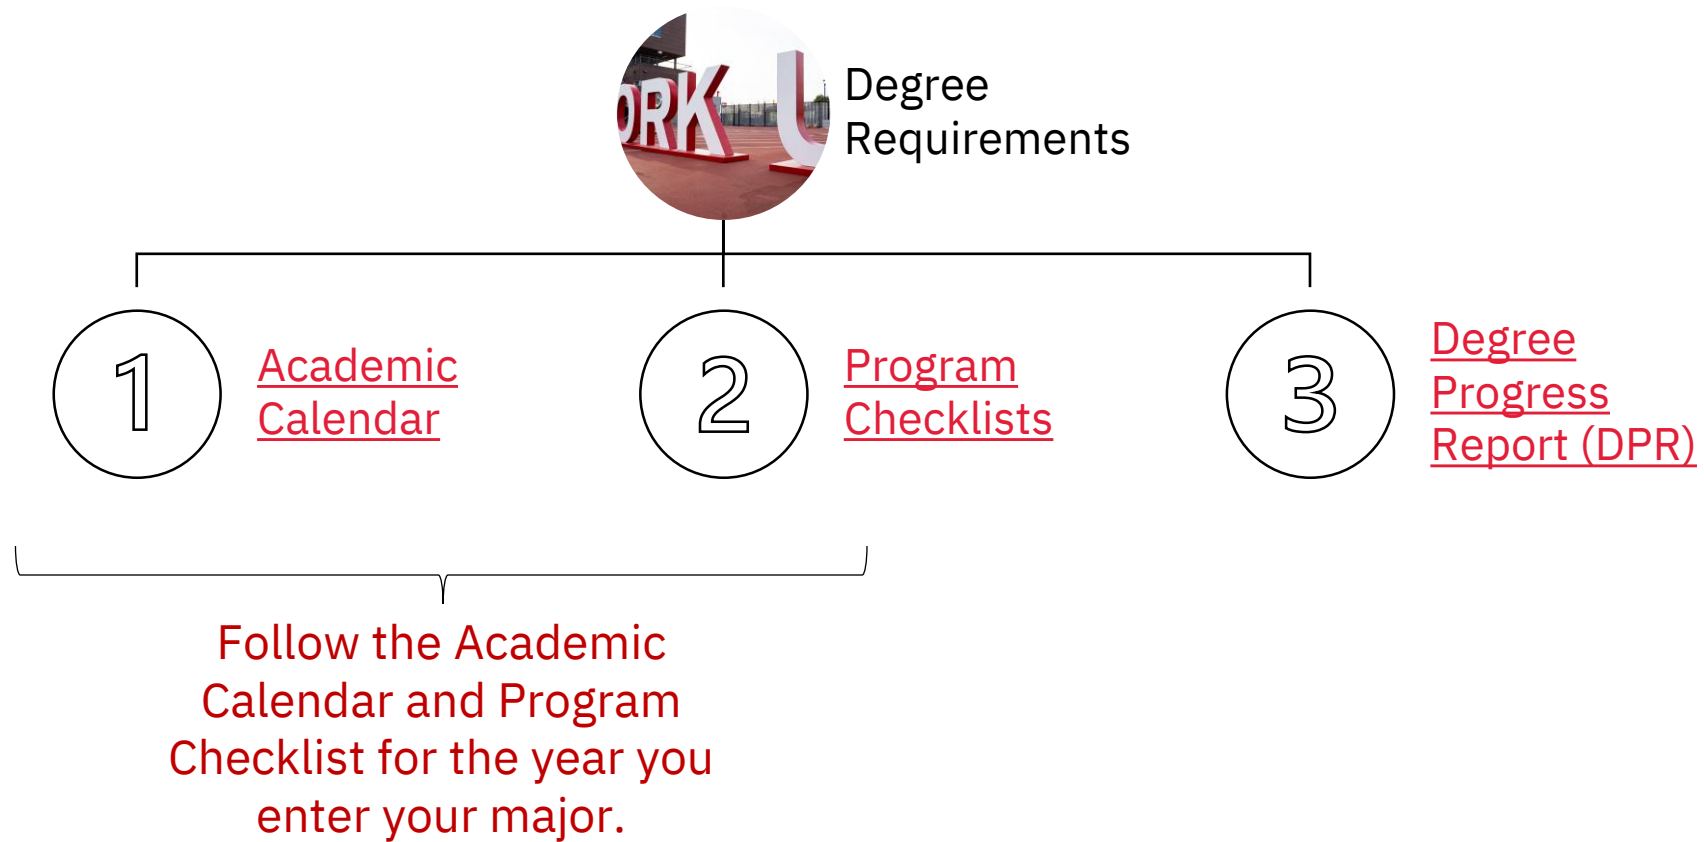 ORK U
Degree
Requirements
1
Academic
Calendar
2
Program
Checklists
3
Degree
Progress
Report (DPR)
Follow the Academic
Calendar and Program
Checklist for the year you
enter your major.